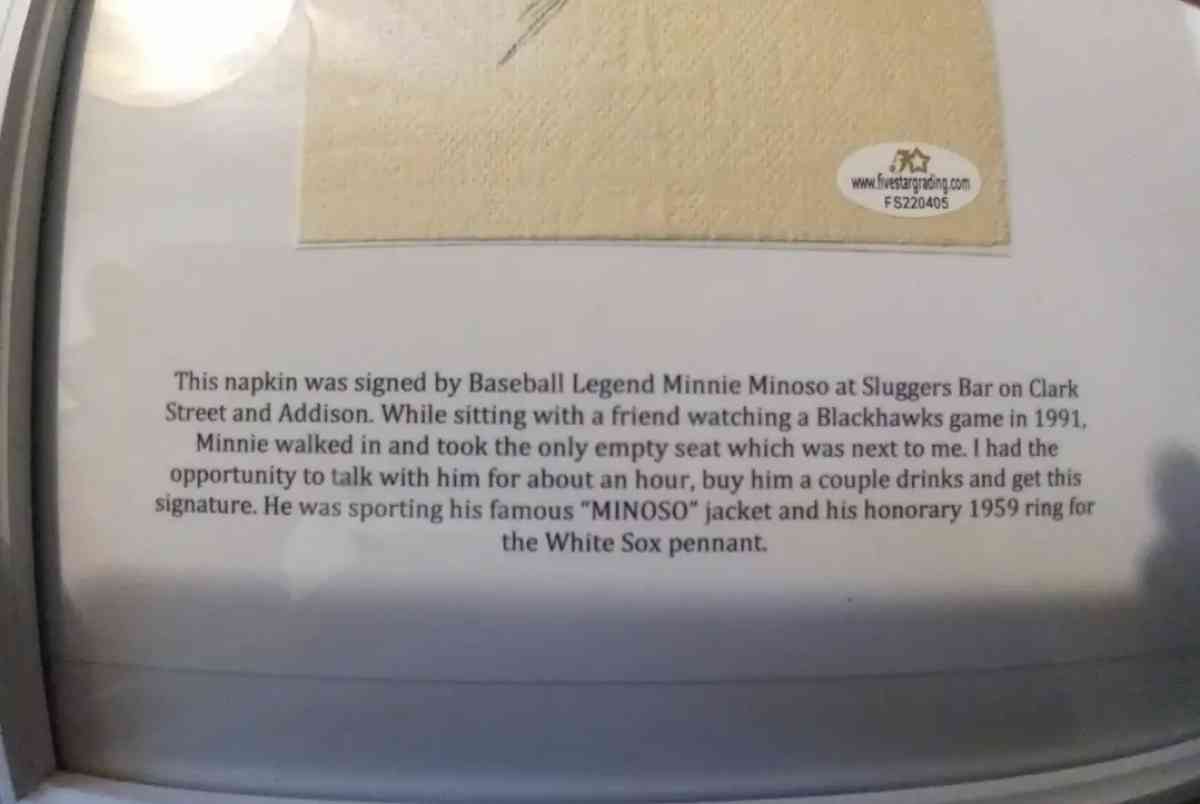 www.fivestargrading.com
FS220405
This napkin was signed by Baseball Legend Minnie Minoso at Sluggers Bar on Clark
Street and Addison. While sitting with a friend watching a Blackhawks game in 1991,
Minnie walked in and took the only empty seat which was next to me. I had the
opportunity to talk with him for about an hour, buy him a couple drinks and get this
signature. He was sporting his famous "MINOSO" jacket and his honorary 1959 ring for
the White Sox pennant.